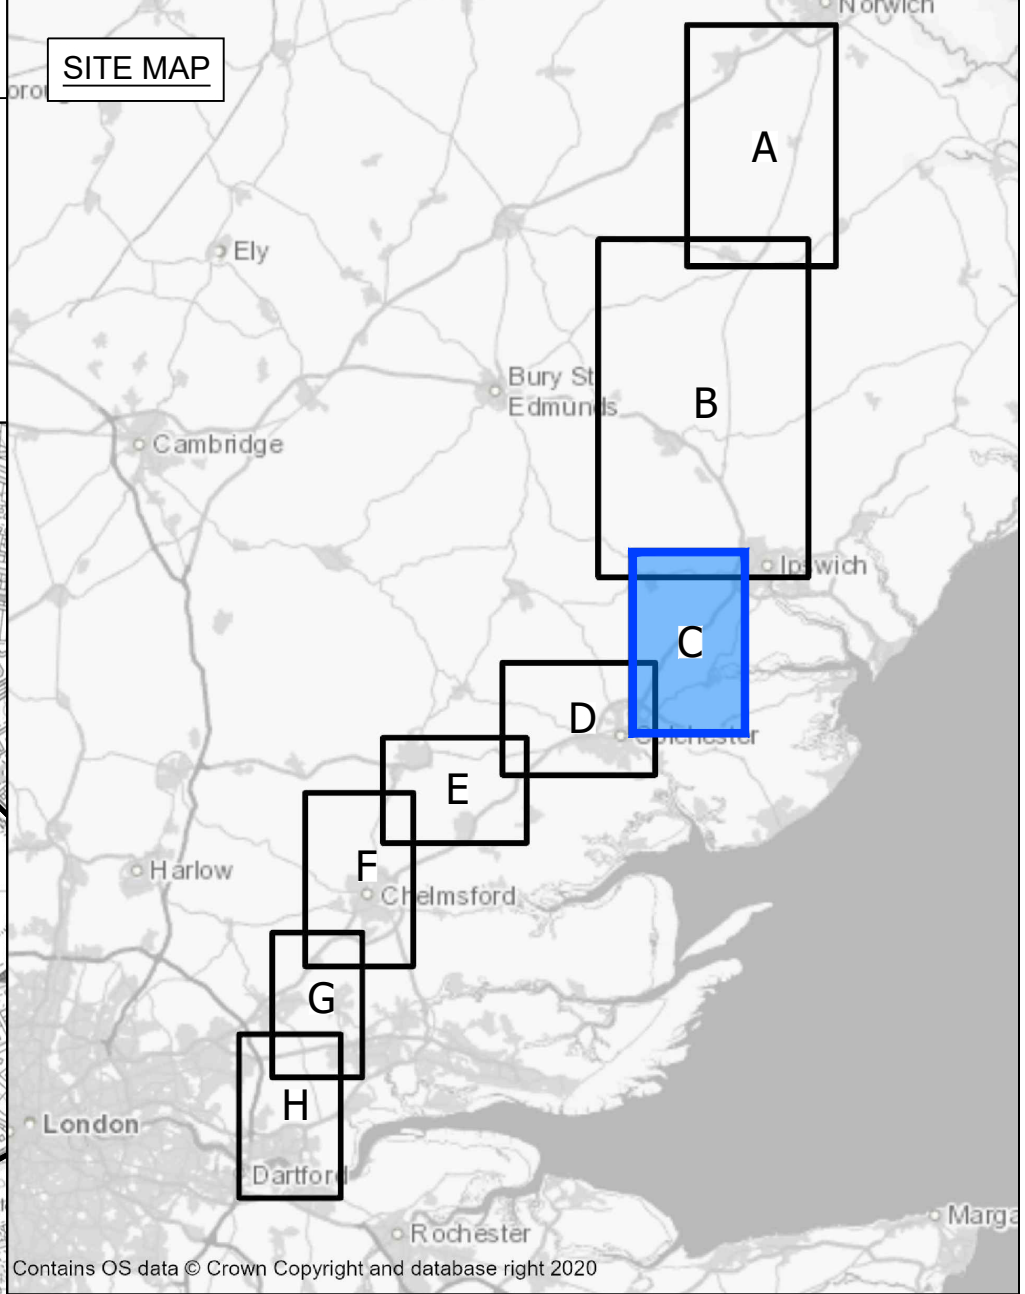 Norwich
SITE MAP
A
Ely
Bury St
Edmunds
B
Cambridge
Ipswich
C
D
Colchester
E
F
Harlow
Chelmsford
G
H
London
Dartford
Rochester
Marga
Contains OS data © Crown Copyright and database right 2020